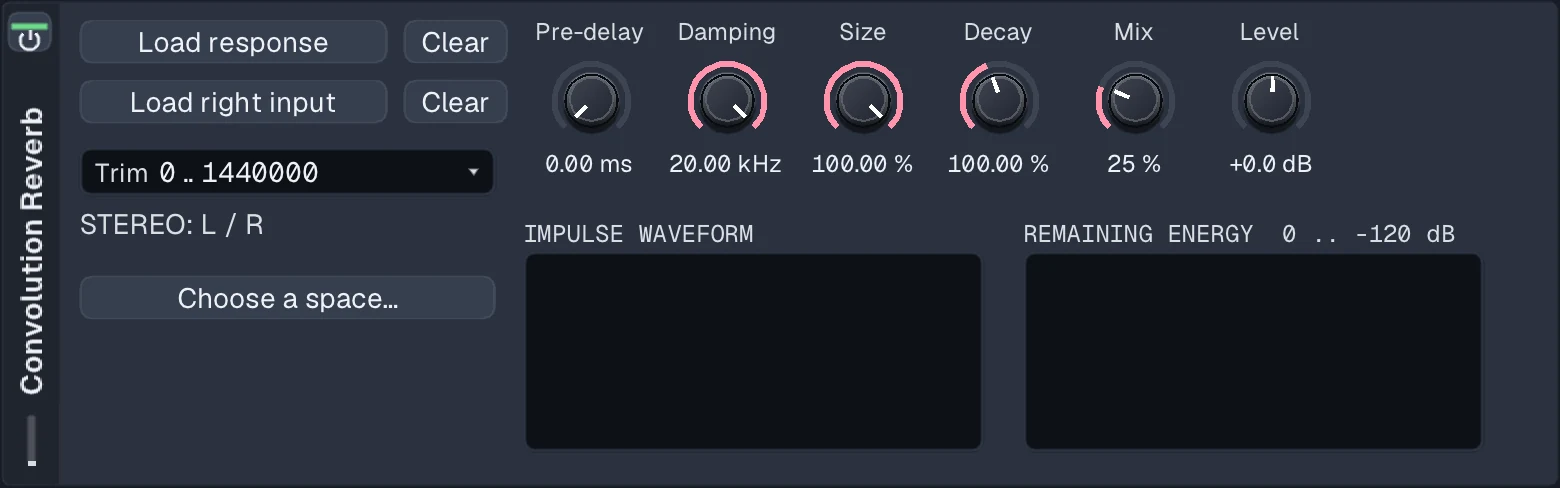 Convolution Reverb
Load response Clear
Load right input Clear
Trim 0 .. 1440000
STEREO: L / R
Choose a space...
Pre-delay Damping Size Decay Mix Level
0.00 ms 20.00 kHz 100.00 % 100.00 % 25 % +0.0 dB
IMPULSE WAVEFORM
REMAINING ENERGY 0 .. -120 dB